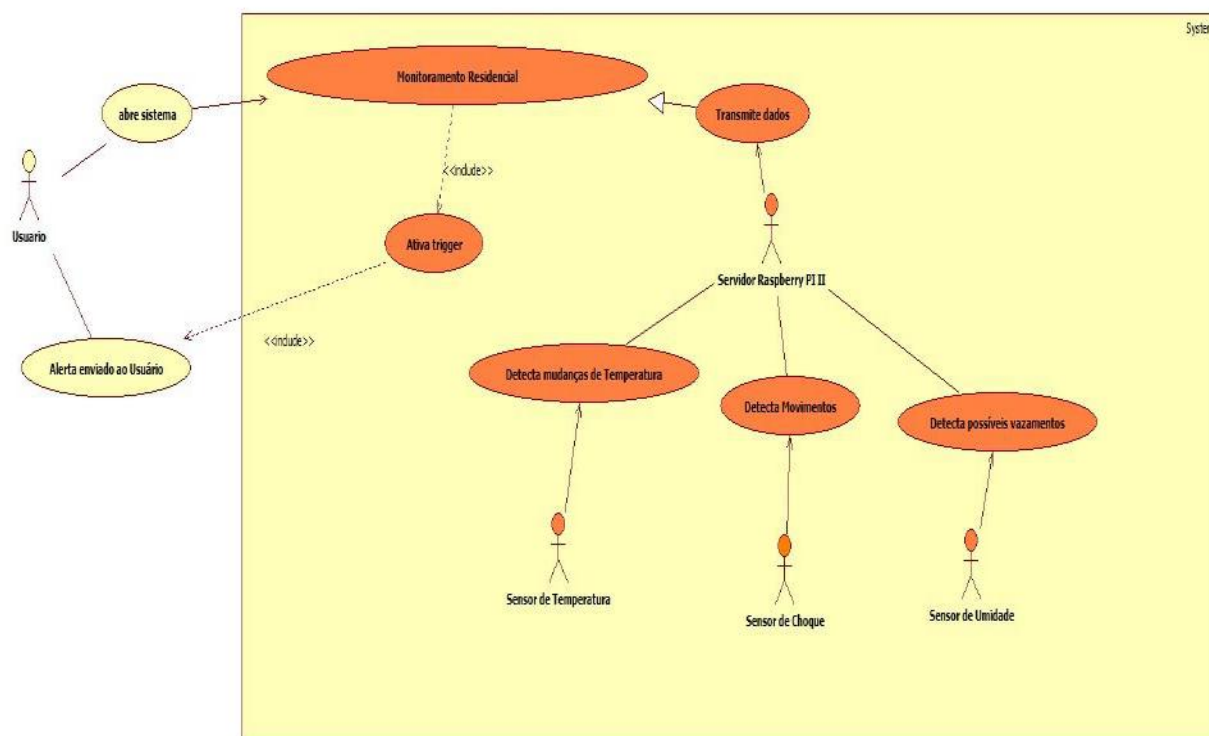 System
Monitoramento Residencial
abre sistema
Transmite dados
<<include>>
Usuario
Ativa trigger
Servidor Raspberry PI II
<<include>>
Alerta enviado ao Usuário
Detecta mudanças de Temperatura
Detecta Movimentos
Detecta possíveis vazamentos
Sensor de Temperatura
Sensor de Choque
Sensor de Umidade